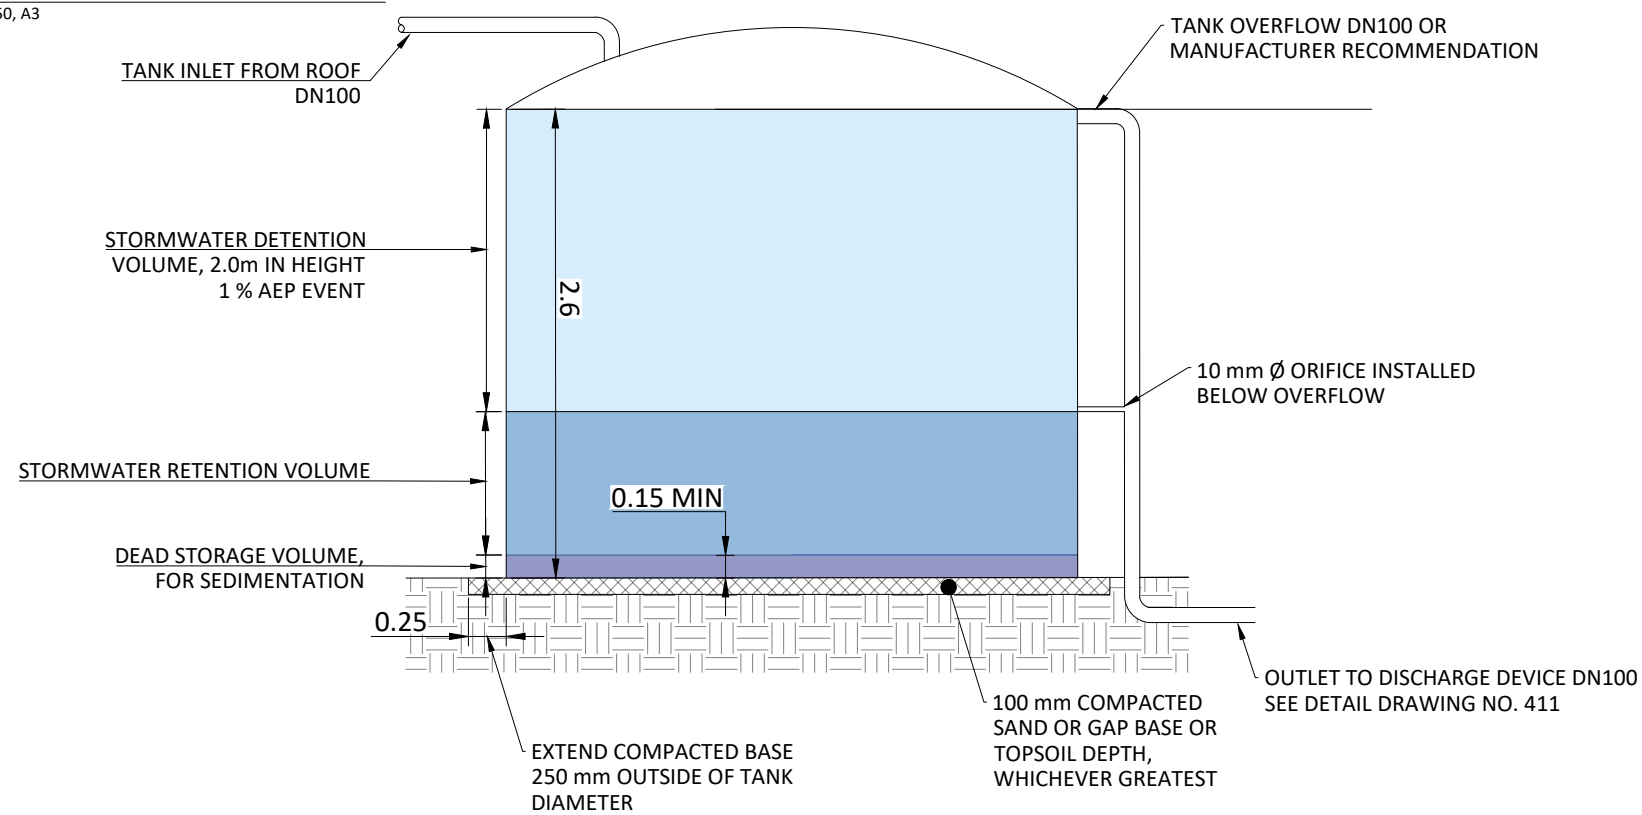 TANK OVERFLOW DN100 OR
MANUFACTURER RECOMMENDATION
TANK INLET FROM ROOF
DN100
STORMWATER DETENTION
VOLUME, 2.0m IN HEIGHT
1 % AEP EVENT
2.6
10 mm Ø ORIFICE INSTALLED
BELOW OVERFLOW
STORMWATER RETENTION VOLUME
0.15 MIN
DEAD STORAGE VOLUME,
FOR SEDIMENTATION
0.25
OUTLET TO DISCHARGE DEVICE DN100
SEE DETAIL DRAWING NO. 411
100 mm COMPACTED
SAND OR GAP BASE OR
TOPSOIL DEPTH,
WHICHEVER GREATEST
EXTEND COMPACTED BASE
250 mm OUTSIDE OF TANK
DIAMETER